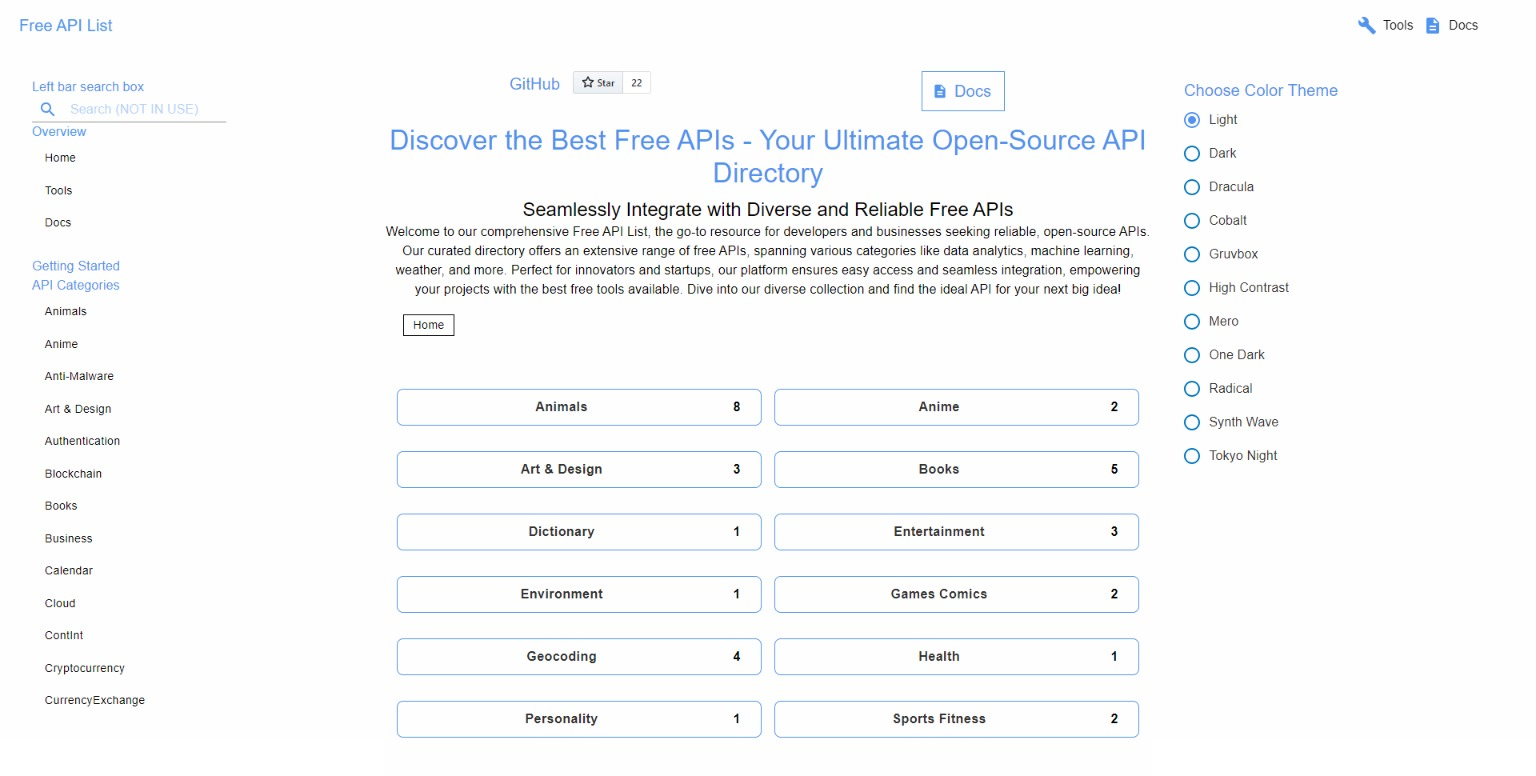 Free API List
Tools
Docs
Left bar search box
Search (NOT IN USE)
Overview
Home
Tools
Docs
Getting Started
API Categories
Animals
Anime
Anti-Malware
Art & Design
Authentication
Blockchain
Books
Business
Calendar
Cloud
ContInt
Cryptocurrency
CurrencyExchange
GitHub
Star
22
Docs
Discover the Best Free APIs - Your Ultimate Open-Source API
Directory
Seamlessly Integrate with Diverse and Reliable Free APIs
Welcome to our comprehensive Free API List, the go-to resource for developers and businesses seeking reliable, open-source APIs.
Our curated directory offers an extensive range of free APIs, spanning various categories like data analytics, machine learning,
weather, and more. Perfect for innovators and startups, our platform ensures easy access and seamless integration, empowering
your projects with the best free tools available. Dive into our diverse collection and find the ideal API for your next big idea!
Home
Animals 8
Anime 2
Art & Design 3
Books 5
Dictionary 1
Entertainment 3
Environment 1
Games Comics 2
Geocoding 4
Health 1
Personality 1
Sports Fitness 2
Choose Color Theme
Light
Dark
Dracula
Cobalt
Gruvbox
High Contrast
Mero
One Dark
Radical
Synth Wave
Tokyo Night